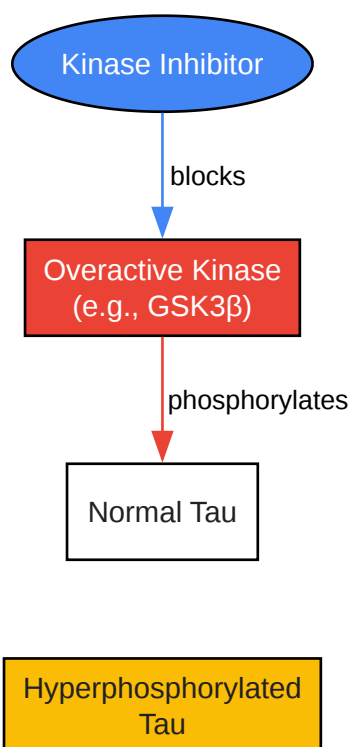 Kinase Inhibitor
blocks
Overactive Kinase
(e.g., GSK3β)
phosphorylates
Normal Tau
Hyperphosphorylated
Tau